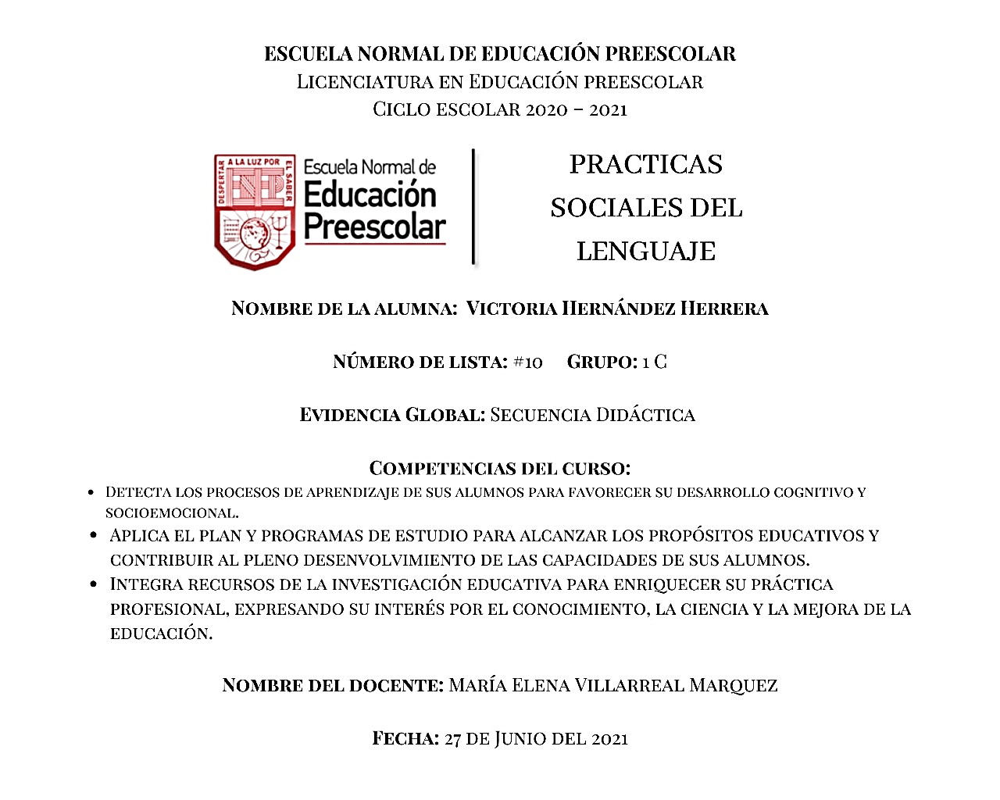 ESCUELA NORMAL DE EDUCACIÓN PREESCOLAR
Licenciatura en Educación preescolar
Ciclo escolar 2020 – 2021
DESPERTAR
A LA LUZ POR
EL SABER
ENEP
Escuela Normal de
Educación
Preescolar
PRACTICAS
SOCIALES DEL
LENGUAJE
Nombre de la alumna: Victoria Hernández Herrera
Número de lista: #10 Grupo: 1 C
Evidencia Global: Secuencia Didáctica
Competencias del curso:
• Detecta los procesos de aprendizaje de sus alumnos para favorecer su desarrollo cognitivo y
socioemocional.
• Aplica el plan y programas de estudio para alcanzar los propósitos educativos y
contribuir al pleno desenvolvimiento de las capacidades de sus alumnos.
• Integra recursos de la investigación educativa para enriquecer su práctica
profesional, expresando su interés por el conocimiento, la ciencia y la mejora de la
educación.
Nombre del docente: María Elena Villarreal Marquez
Fecha: 27 de Junio del 2021